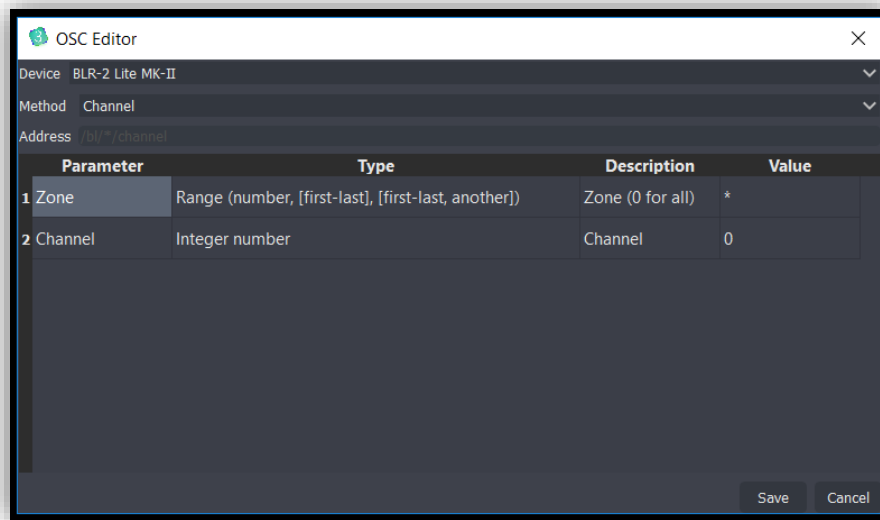 OSC Editor
Device BLR-2 Lite MK-II
Method Channel
Address /bl/*/channel
Parameter Type Description Value
1 Zone Range (number, [first-last], [first-last, another]) Zone (0 for all) *
2 Channel Integer number Channel 0
Save Cancel